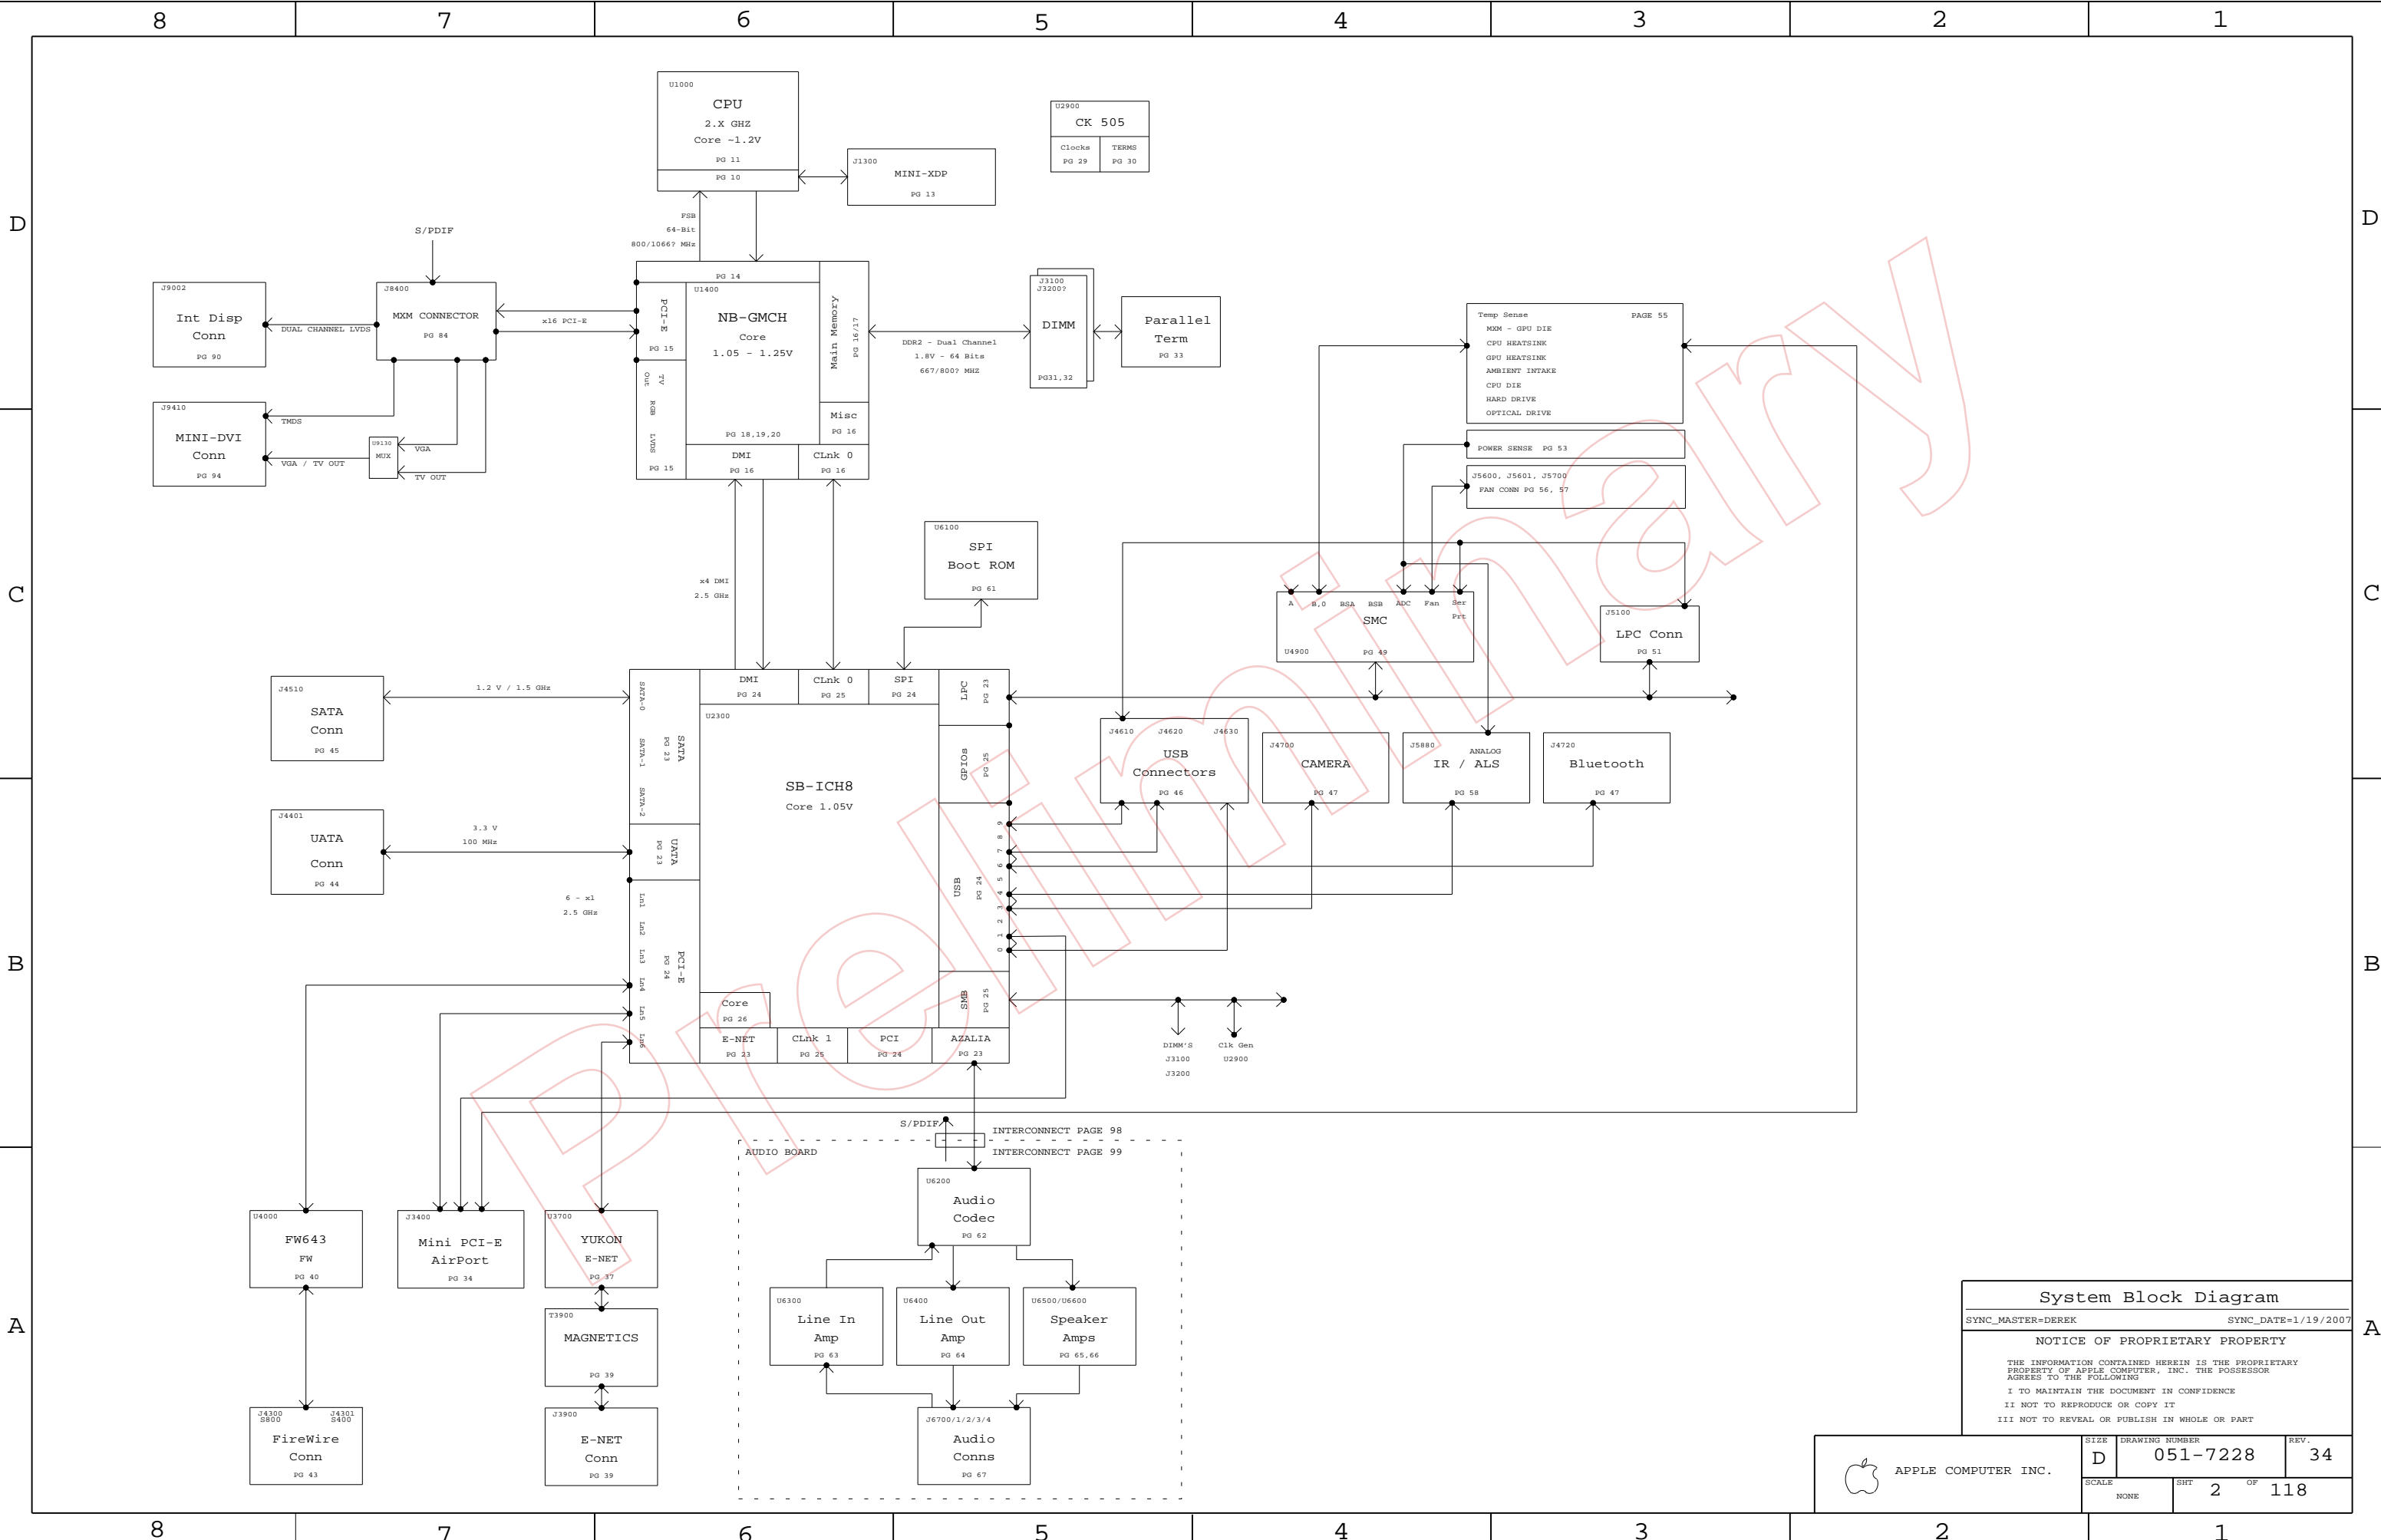 8 7 6 5 4 3 2 1
D
C
B
A
D
C
B
A
U1000
CPU
2.X GHZ
Core ~1.2V
PG 11
PG 10
U2900
CK 505
Clocks
PG 29
TERMS
PG 30
J1300
MINI-XDP
PG 13
FSB
64-Bit
800/1066? MHz
S/PDIF
J9002
Int Disp
Conn
PG 90
DUAL CHANNEL LVDS
J8400
MXM CONNECTOR
PG 84
x16 PCI-E
PG 14
U1400
NB-GMCH
Core
1.05 - 1.25V
PG 18,19,20
PCI-E
PG 15
TV
Out
RGB
LVDS
PG 15
Main Memory
PG 16/17
Misc
PG 16
DMI
PG 16
CLnk 0
PG 16
DDR2 - Dual Channel
1.8V - 64 Bits
667/800? MHZ
J3100
J3200?
DIMM
PG31,32
Parallel
Term
PG 33
Temp Sense
PAGE 55
MXM - GPU DIE
CPU HEATSINK
GPU HEATSINK
AMBIENT INTAKE
CPU DIE
HARD DRIVE
OPTICAL DRIVE
POWER SENSE PG 53
J5600, J5601, J5700
FAN CONN PG 56, 57
J9410
MINI-DVI
Conn
PG 94
TMDS
VGA / TV OUT
U9130
MUX
VGA
TV OUT
U6100
SPI
Boot ROM
PG 61
x4 DMI
2.5 GHz
A
B,0
BSA
BSB
ADC
Fan
Ser
Prt
SMC
U4900
PG 49
J5100
LPC Conn
PG 51
J4510
SATA
Conn
PG 45
1.2 V / 1.5 GHz
J4401
UATA
Conn
PG 44
3.3 V
100 MHz
6 - x1
2.5 GHz
DMI
PG 24
CLnk 0
PG 25
SPI
PG 24
LPC
PG 23
U2300
SB-ICH8
Core 1.05V
SATA-0
SATA-1
SATA-2
SATA
PG 23
UATA
PG 23
Ln1
Ln2
Ln3
Ln4
Ln5
Ln6
PCI-E
PG 24
GPIOs
PG 25
USB
PG 24
9
8
7
6
5
4
3
2
1
0
SMB
PG 25
Core
PG 26
E-NET
PG 23
CLnk 1
PG 25
PCI
PG 24
AZALIA
PG 23
J4610
J4620
J4630
USB
Connectors
PG 46
J4700
CAMERA
PG 47
J5880
ANALOG
IR / ALS
PG 58
J4720
Bluetooth
PG 47
DIMM'S
J3100
J3200
Clk Gen
U2900
Preliminary
S/PDIF
INTERCONNECT PAGE 98
AUDIO BOARD
INTERCONNECT PAGE 99
U6200
Audio
Codec
PG 62
U6300
Line In
Amp
PG 63
U6400
Line Out
Amp
PG 64
U6500/U6600
Speaker
Amps
PG 65,66
J6700/1/2/3/4
Audio
Conns
PG 67
U4000
FW643
FW
PG 40
J3400
Mini PCI-E
AirPort
PG 34
U3700
YUKON
E-NET
PG 37
T3900
MAGNETICS
PG 39
J3900
E-NET
Conn
PG 39
J4300
S800
J4301
S400
FireWire
Conn
PG 43
System Block Diagram
SYNC_MASTER=DEREK
SYNC_DATE=1/19/2007
NOTICE OF PROPRIETARY PROPERTY
THE INFORMATION CONTAINED HEREIN IS THE PROPRIETARY
PROPERTY OF APPLE COMPUTER, INC. THE POSSESSOR
AGREES TO THE FOLLOWING
I TO MAINTAIN THE DOCUMENT IN CONFIDENCE
II NOT TO REPRODUCE OR COPY IT
III NOT TO REVEAL OR PUBLISH IN WHOLE OR PART
APPLE COMPUTER INC.
SIZE
D
DRAWING NUMBER
051-7228
REV.
34
SCALE
NONE
SHT
2
OF
118
8 7 6 5 4 3 2 1